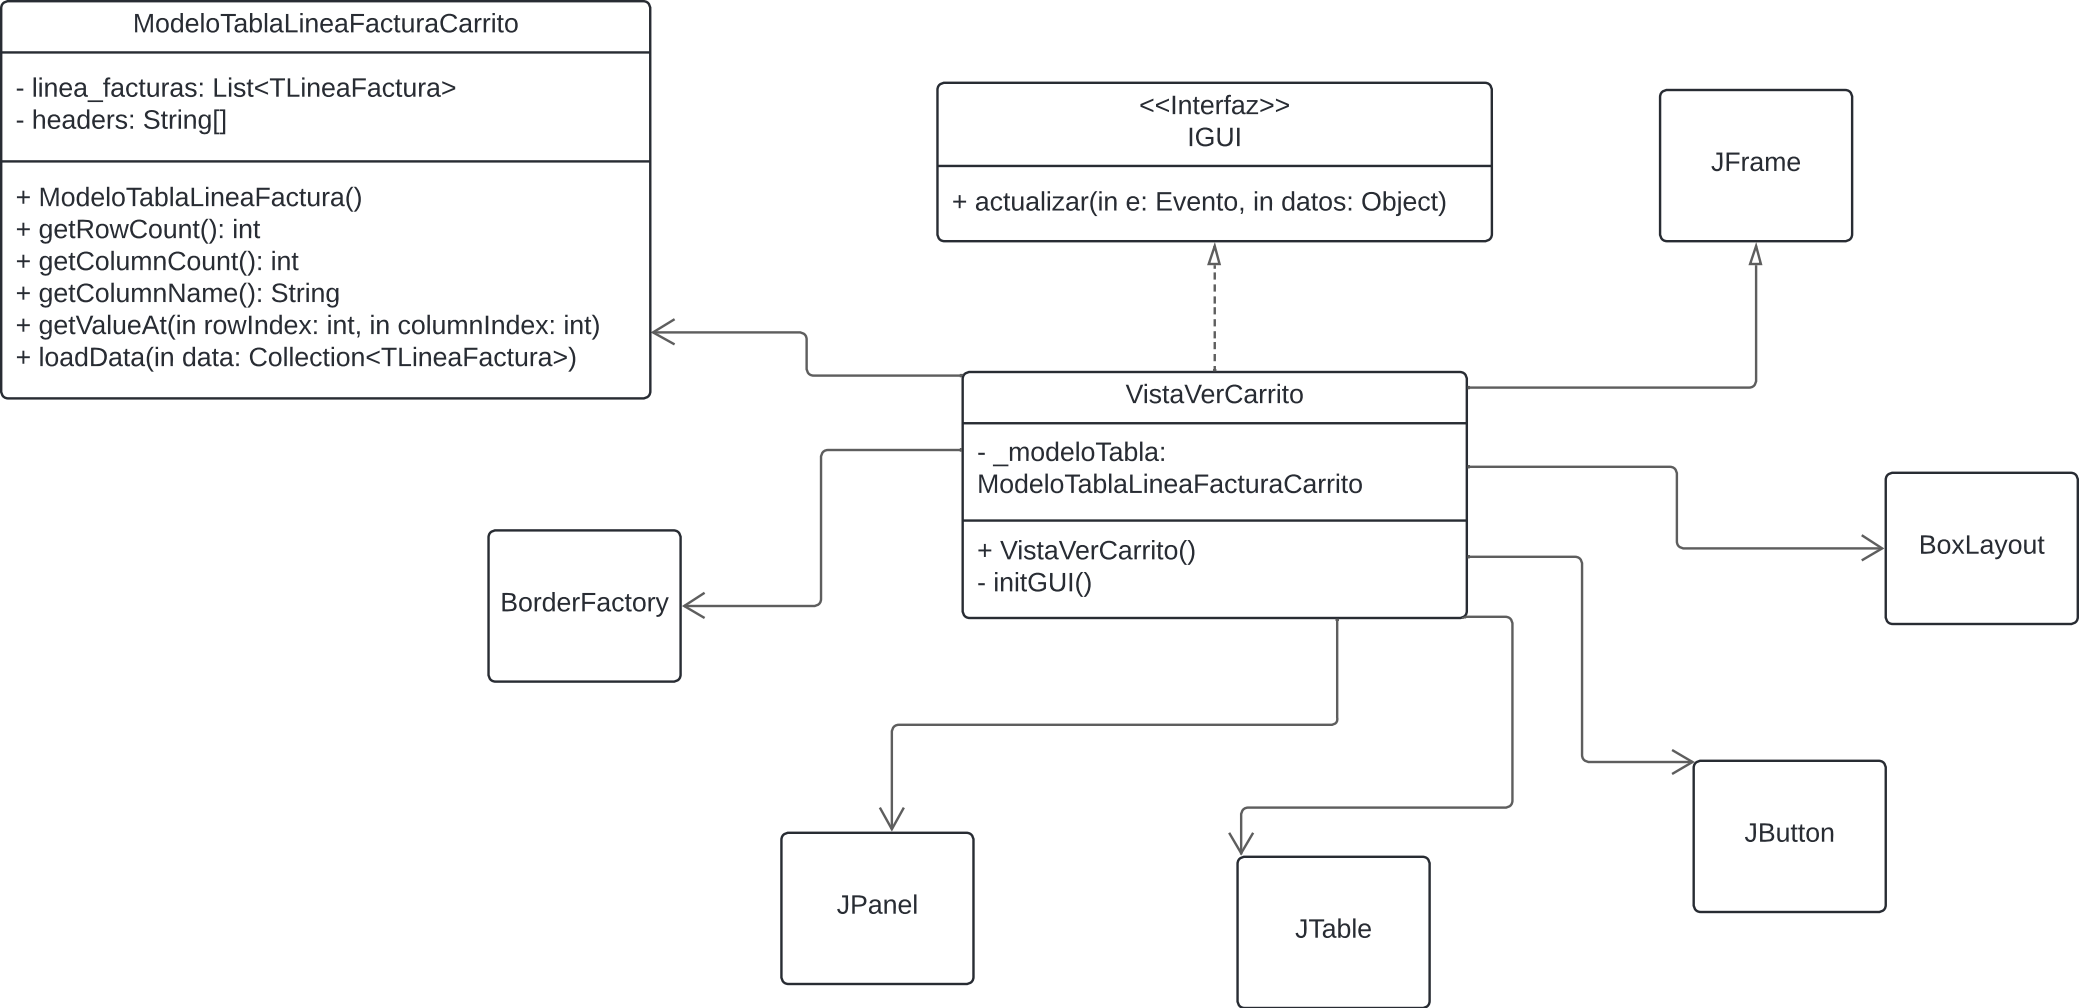 ModeloTablaLineaFacturaCarrito
- linea_facturas: List<TLineaFactura>
- headers: String[]
+ ModeloTablaLineaFactura()
+ getRowCount(): int
+ getColumnCount(): int
+ getColumnName(): String
+ getValueAt(in rowIndex: int, in columnIndex: int)
+ loadData(in data: Collection<TLineaFactura>)
<<Interfaz>>
IGUI
+ actualizar(in e: Evento, in datos: Object)
JFrame
VistaVerCarrito
- _modeloTabla:
ModeloTablaLineaFacturaCarrito
+ VistaVerCarrito()
- initGUI()
BorderFactory
BoxLayout
JPanel
JTable
JButton